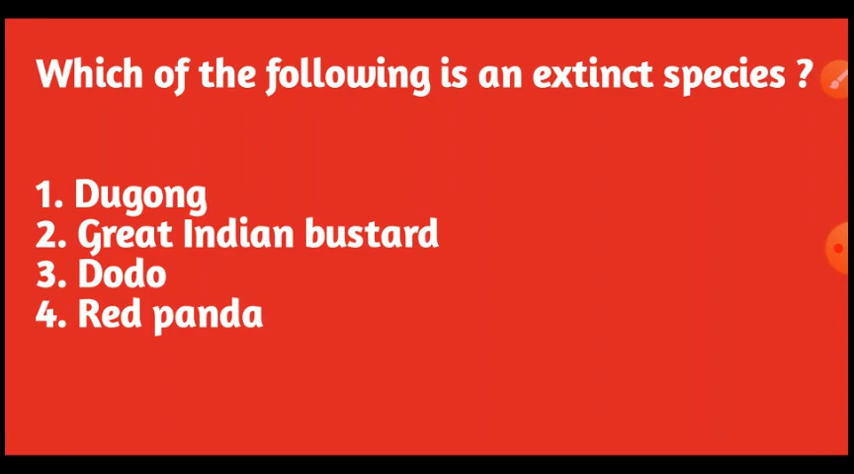 Which of the following is an extinct species ?
1. Dugong
2. Great Indian bustard
3. Dodo
4. Red panda